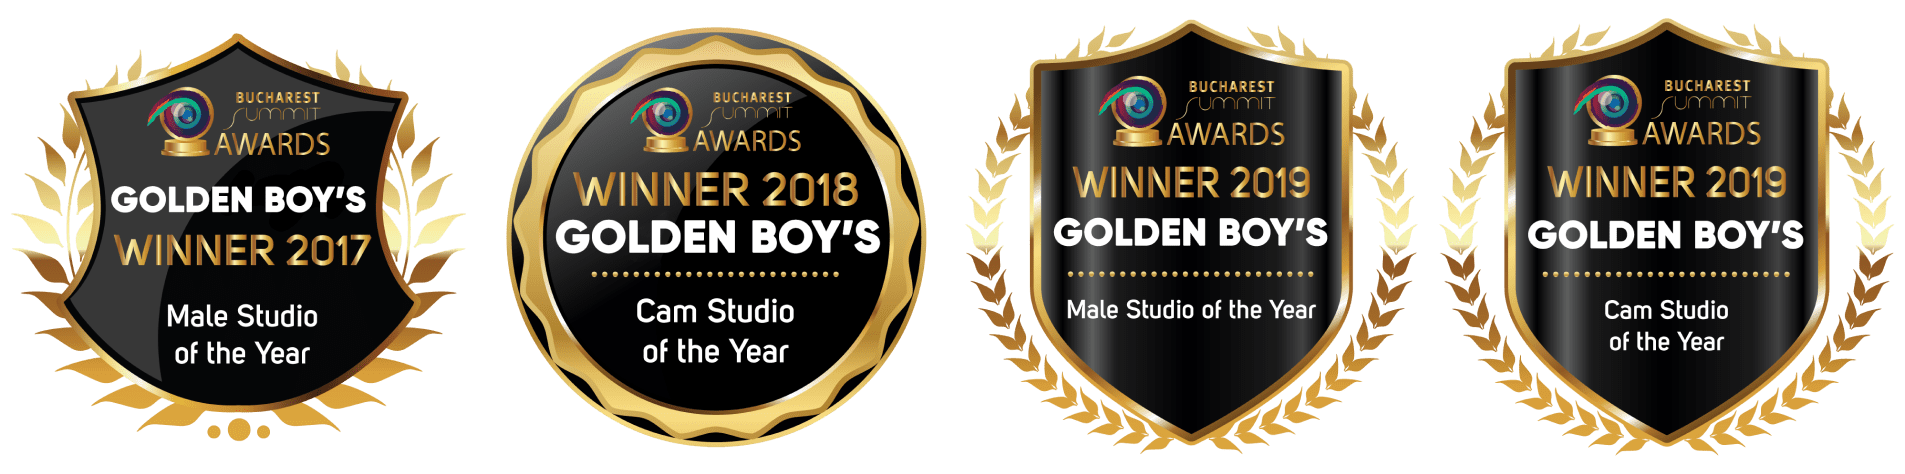 BUCHAREST
SUMMIT
AWARDS
GOLDEN BOY'S
WINNER 2017
Male Studio
of the Year
BUCHAREST
SUMMIT
AWARDS
WINNER 2018
GOLDEN BOY'S
Cam Studio
of the Year
BUCHAREST
SUMMIT
AWARDS
WINNER 2019
GOLDEN BOY'S
Male Studio of the Year
BUCHAREST
SUMMIT
AWARDS
WINNER 2019
GOLDEN BOY'S
Cam Studio
of the Year